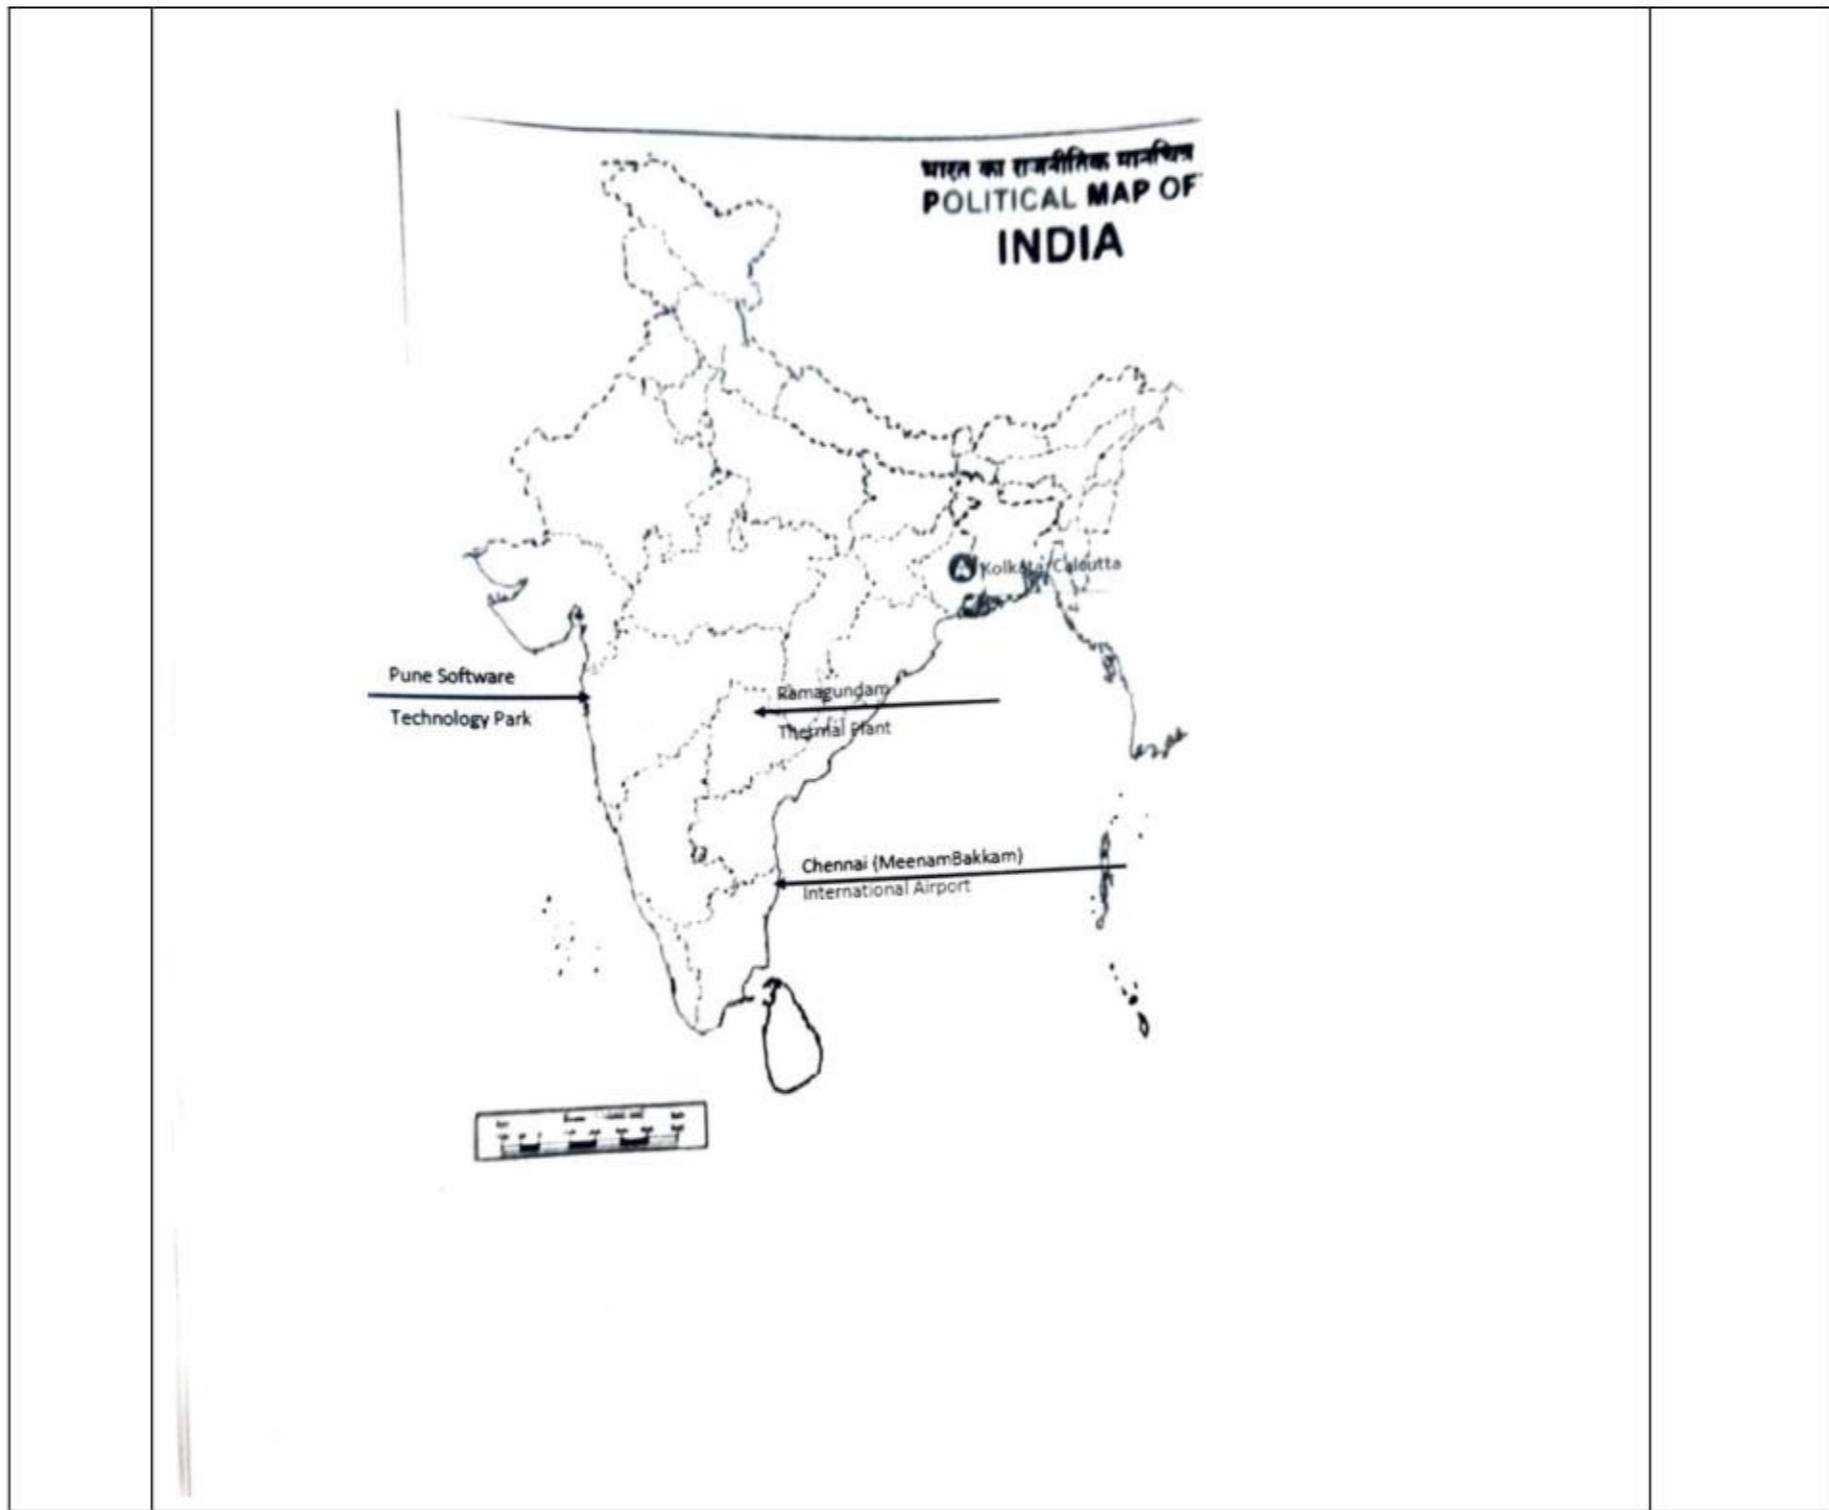 भारत का राजनीतिक मानचित्र
POLITICAL MAP OF
INDIA
A Kolkata/Calcutta
Pune Software
Technology Park
Ramagundam
Thermal Plant
Chennai (MeenamBakkam)
International Airport